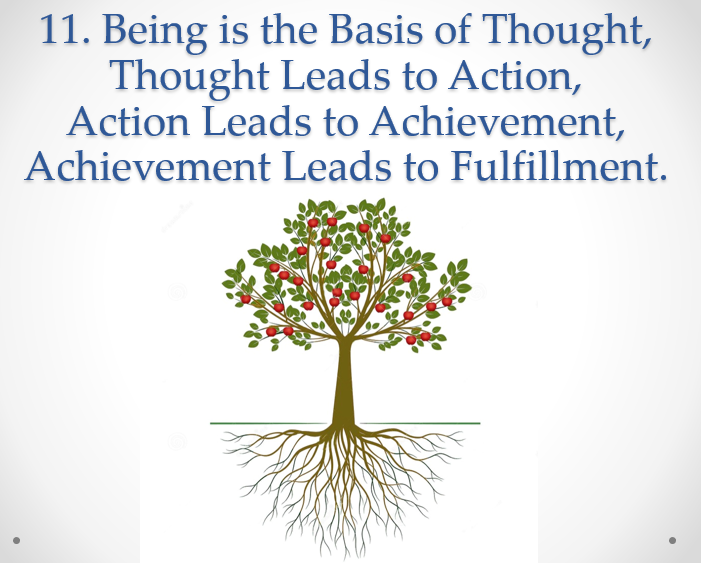 11. Being is the Basis of Thought,
Thought Leads to Action,
Action Leads to Achievement,
Achievement Leads to Fulfillment.